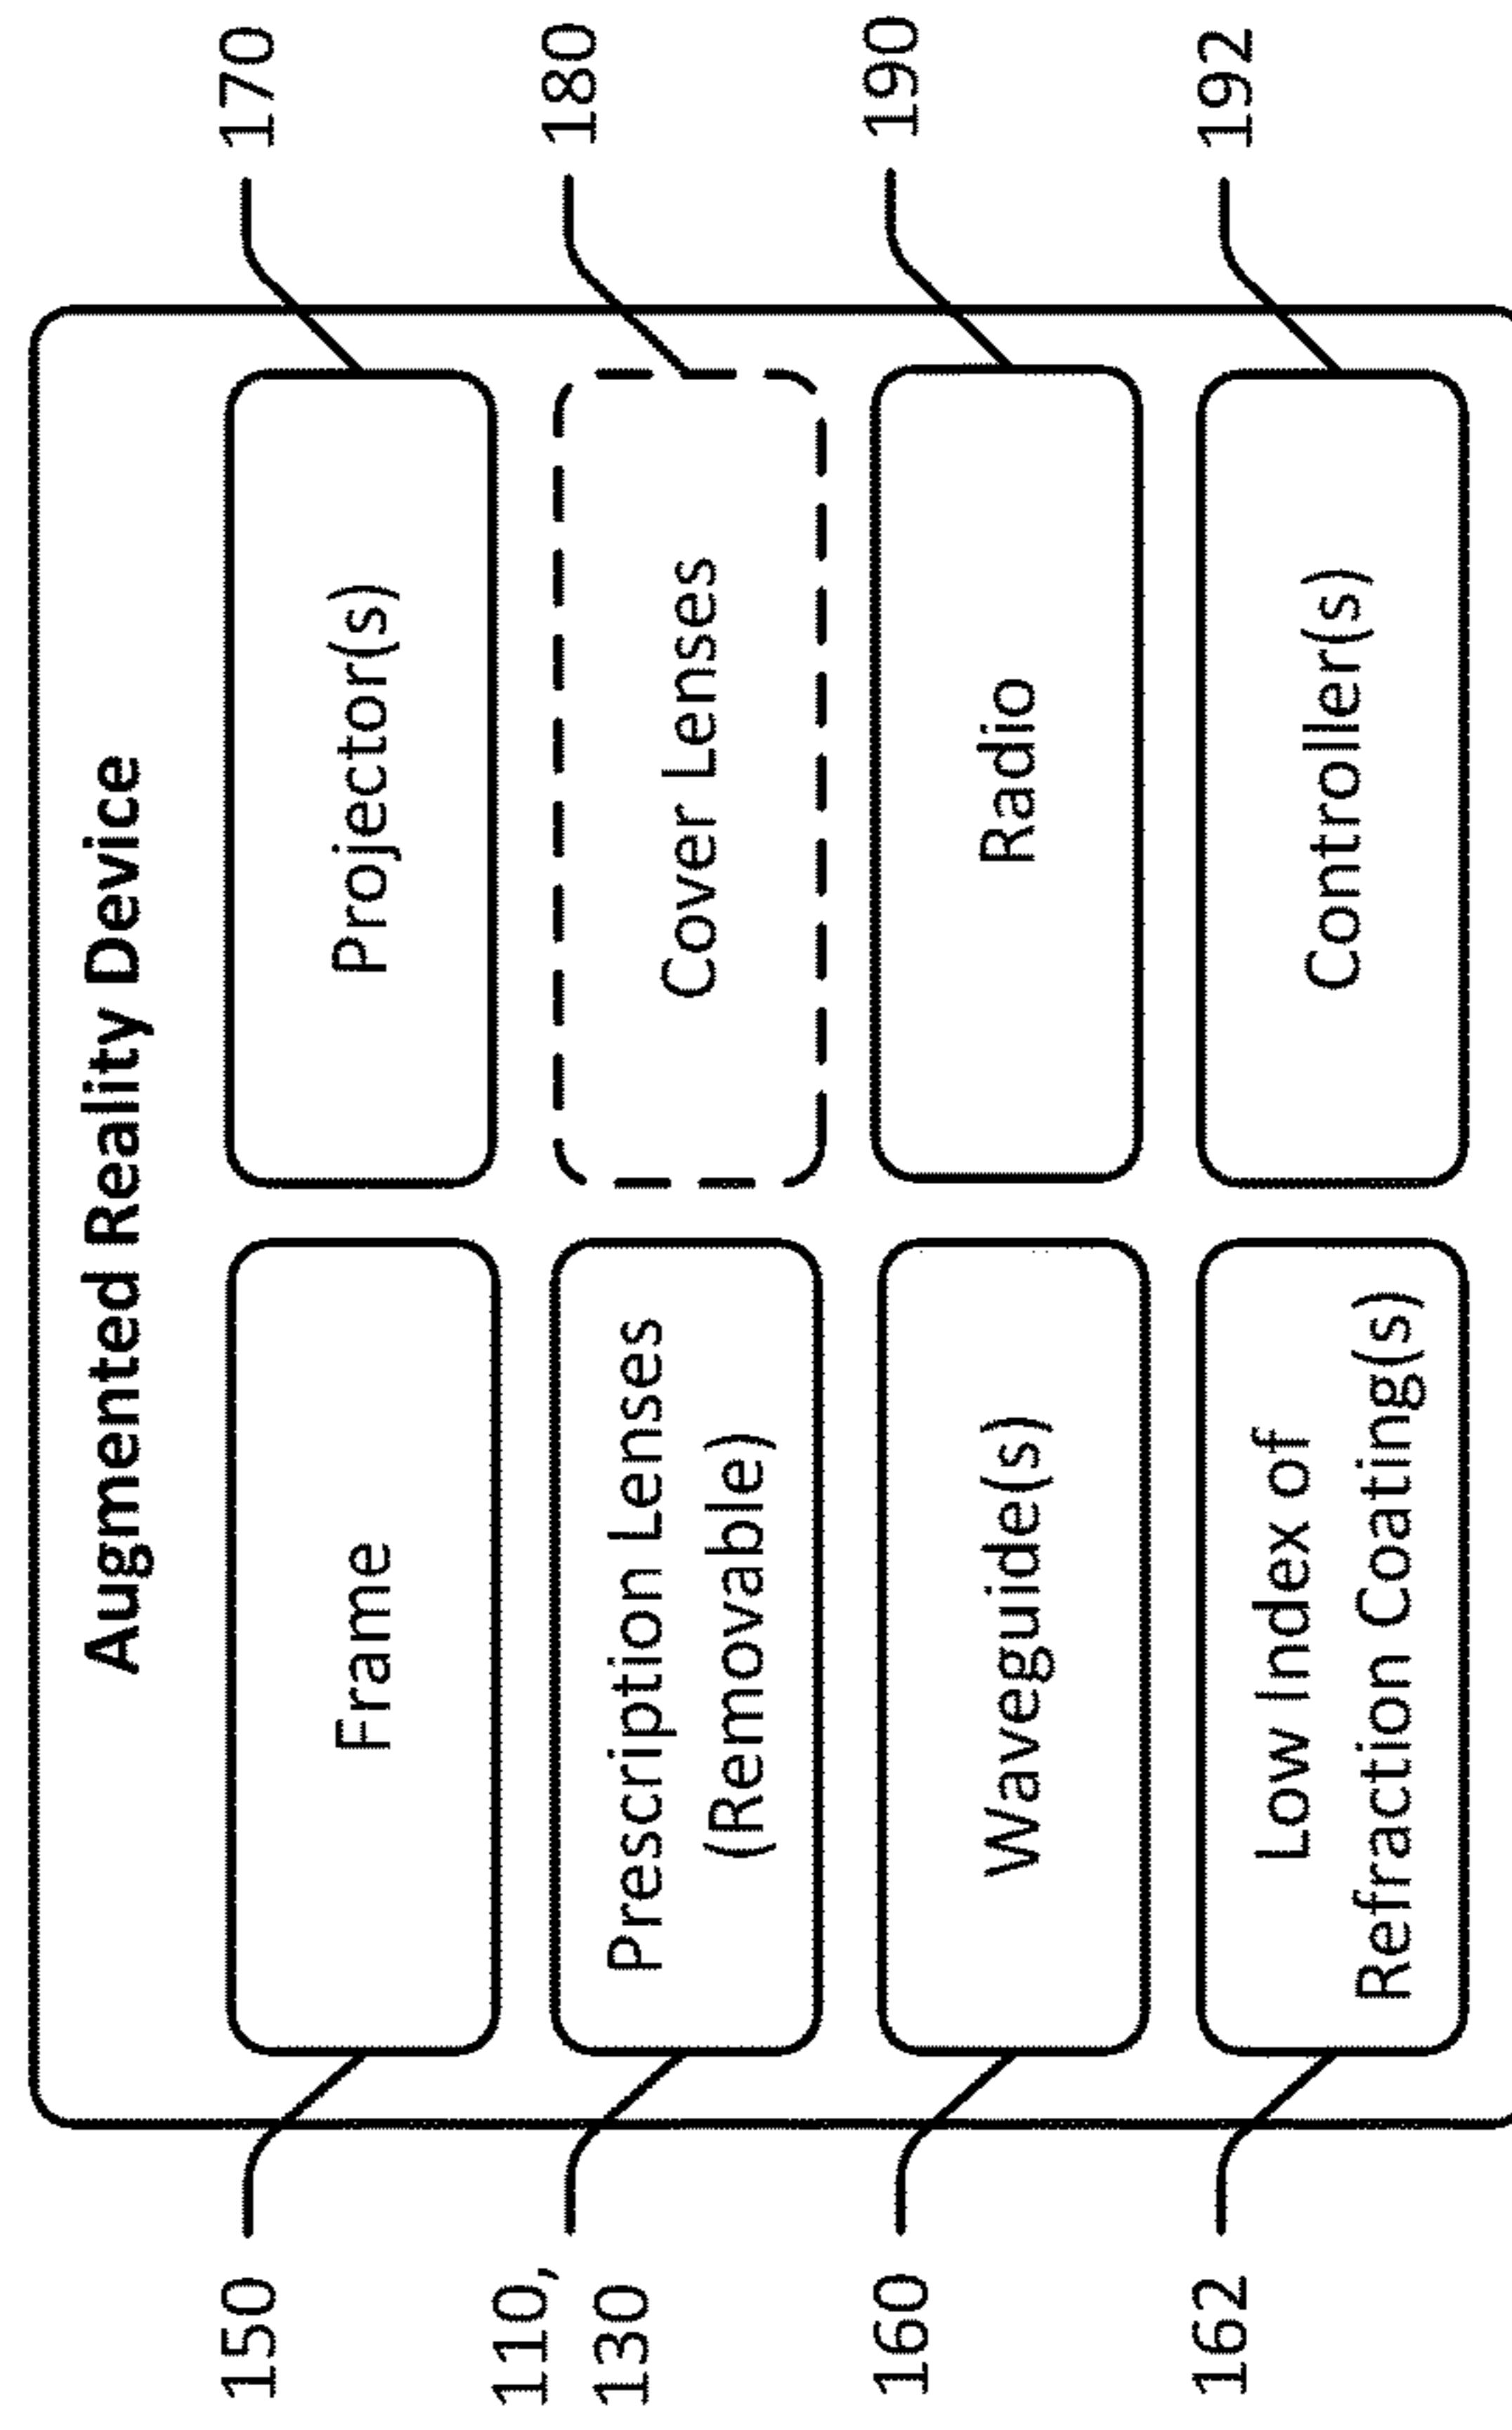 Augmented Reality Device
150
Frame
Projector(s)
170
110,
130
Prescription Lenses
(Removable)
Cover Lenses
180
160
Waveguide(s)
Radio
190
162
Low Index of
Refraction Coating(s)
Controller(s)
192